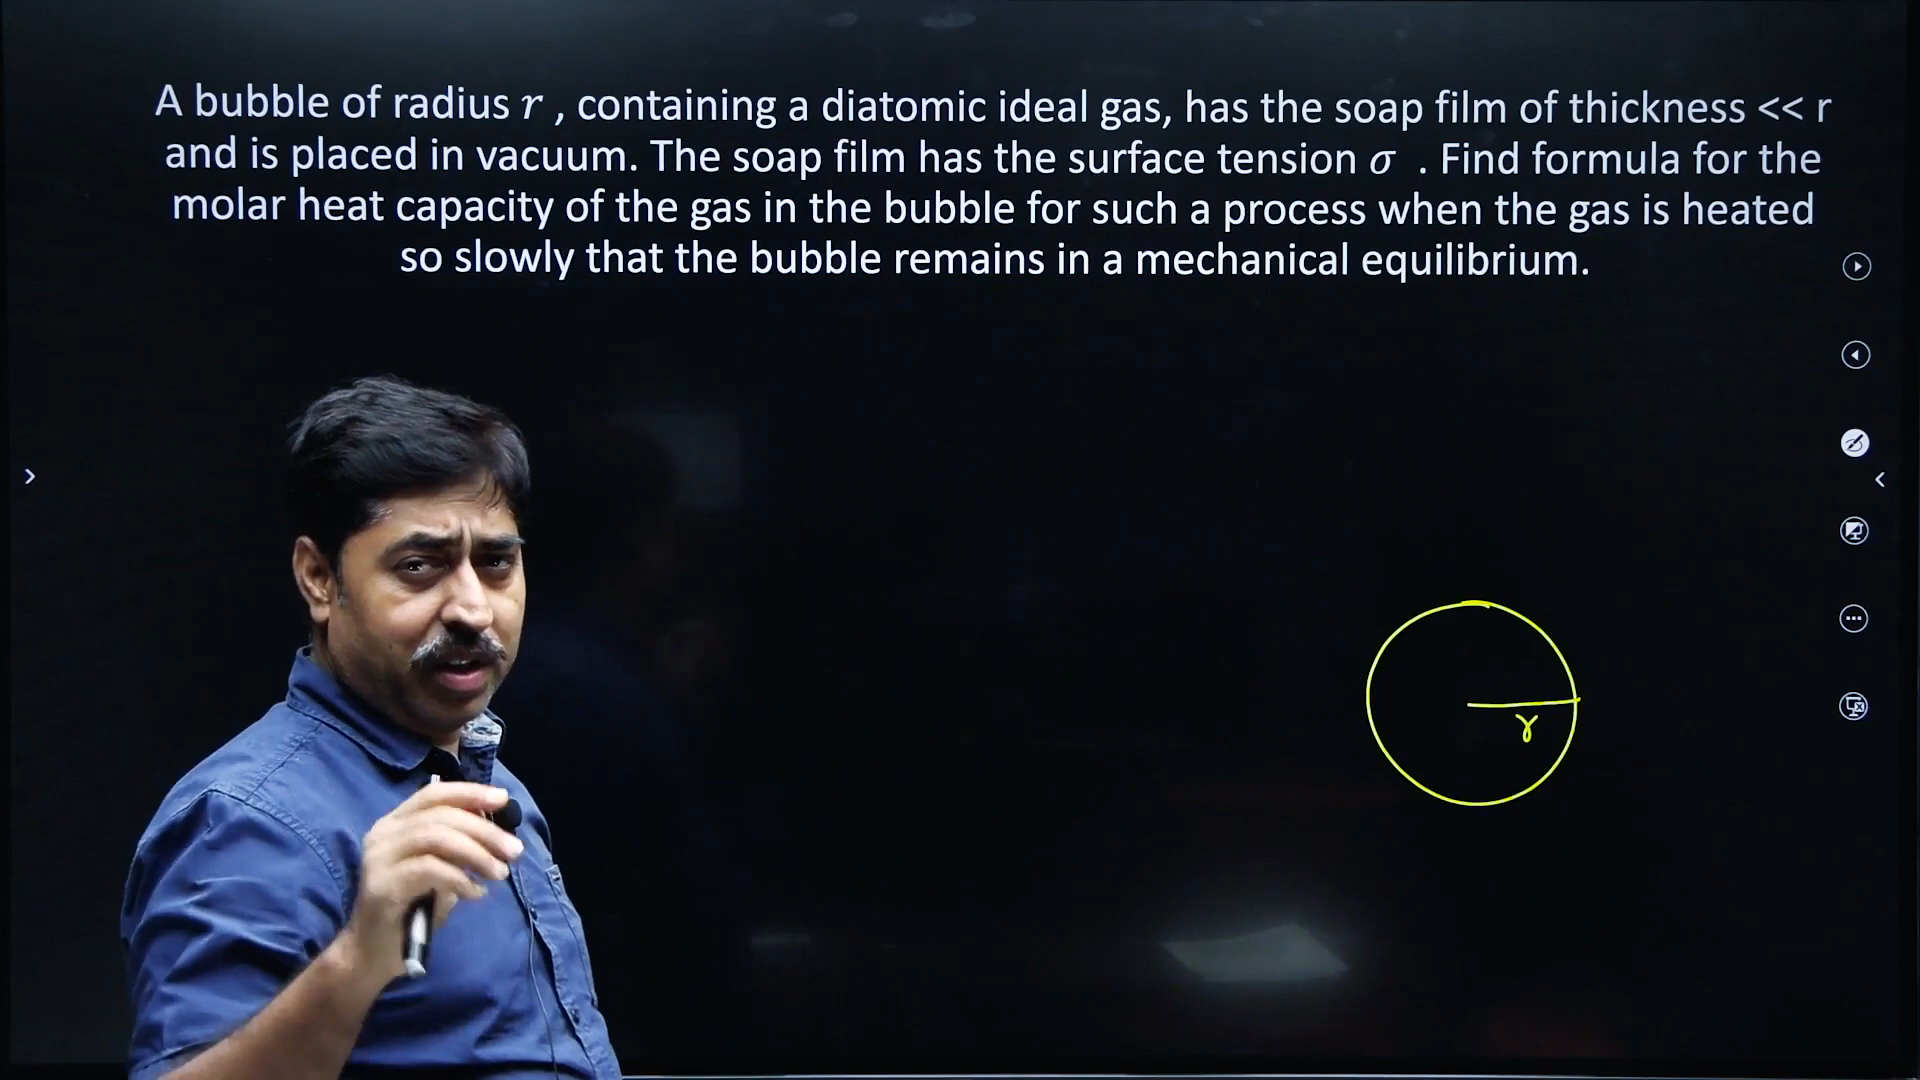 A bubble of radius r , containing a diatomic ideal gas, has the soap film of thickness << r
and is placed in vacuum. The soap film has the surface tension σ . Find formula for the
molar heat capacity of the gas in the bubble for such a process when the gas is heated
so slowly that the bubble remains in a mechanical equilibrium.
r